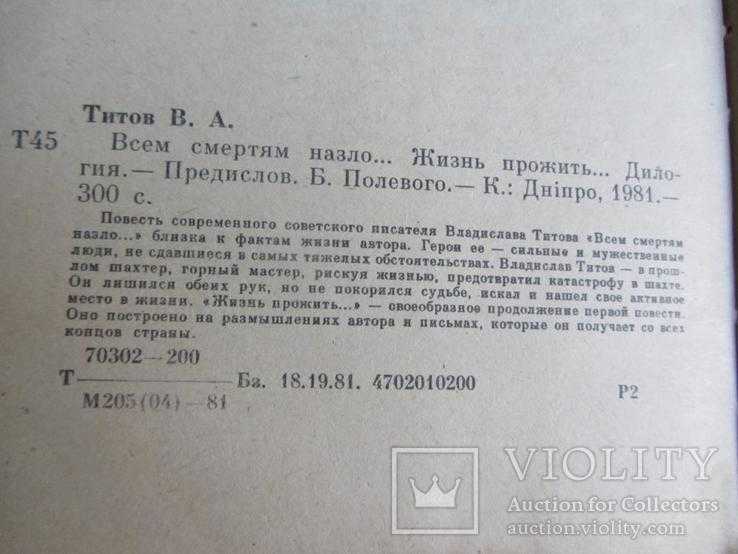 Титов В. А.
Т45
Всем смертям назло... Жизнь прожить... Дило-
гия.— Предислов. Б. Полевого.— К.: Дніпро, 1981.—
300 с.
Повесть современного советского писателя Владислава Титова «Всем смертям
назло...» близка к фактам жизни автора. Герои ее — сильные и мужественные
люди, не сдавшиеся в самых тяжелых обстоятельствах. Владислав Титов — в прош-
лом шахтер, горный мастер, рискуя жизнью, предотвратил катастрофу в шахте.
Он лишился обеих рук, но не покорился судьбе, искал и нашел свое активное
место в жизни. «Жизнь прожить...» — своеобразное продолжение первой повести.
Оно построено на размышлениях автора и письмах, которые он получает со всех
концов страны.
70302—200
Т
Бз. 18.19.81. 4702010200
М205(04)—81
Р2
VIOLITY
Auction for Collectors
auction.violity.com